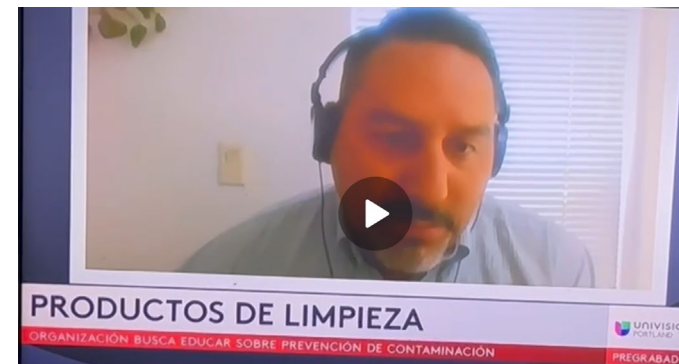 PRODUCTOS DE LIMPIEZA
ORGANIZACIÓN BUSCA EDUCAR SOBRE PREVENCIÓN DE CONTAMINACIÓN
PORTLAND